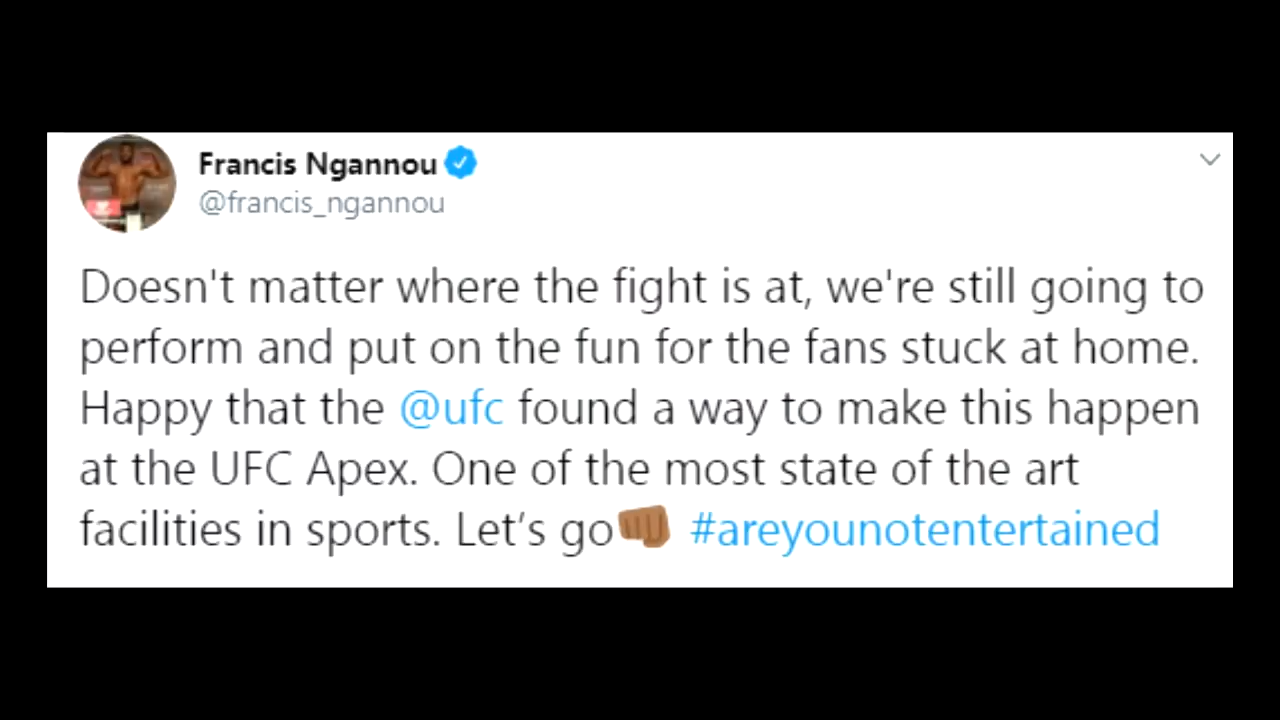 Francis Ngannou
@francis_ngannou
Doesn't matter where the fight is at, we're still going to
perform and put on the fun for the fans stuck at home.
Happy that the @ufc found a way to make this happen
at the UFC Apex. One of the most state of the art
facilities in sports. Let’s go👊🏾 #areyounotentertained